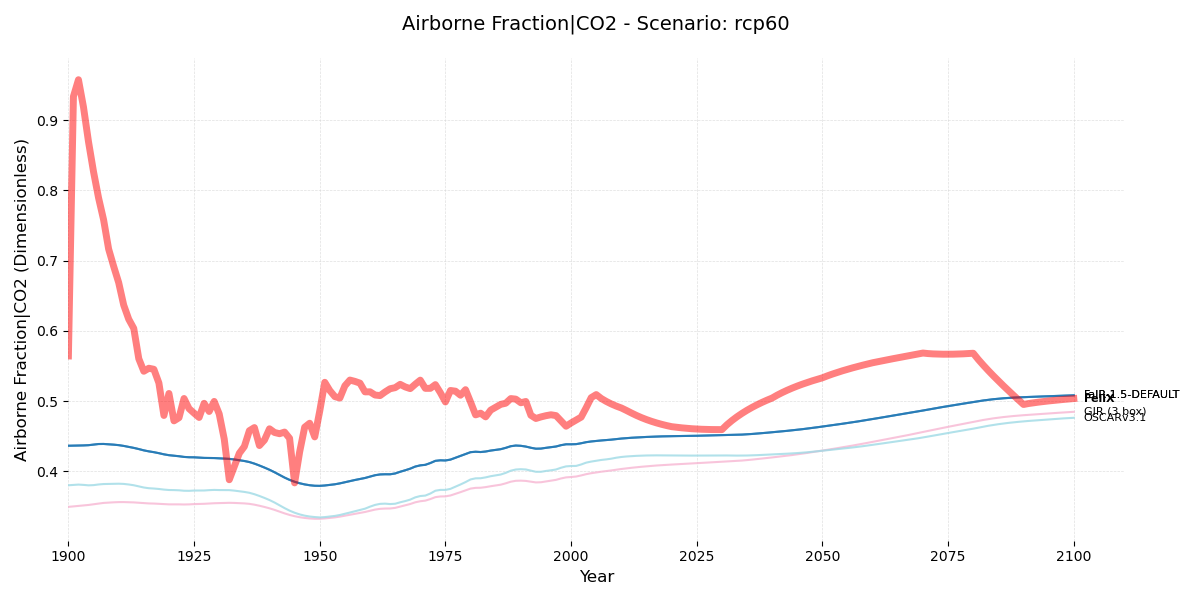 Airborne Fraction|CO2 - Scenario: rcp60
Airborne Fraction|CO2 (Dimensionless)
0.9
0.8
0.7
0.6
0.5
0.4
1900
1925
1950
1975
2000
2025
2050
2075
2100
Year
FaIR-1.5-DEFAULT
FeliX
GIR (3 box)
OSCARv3.1